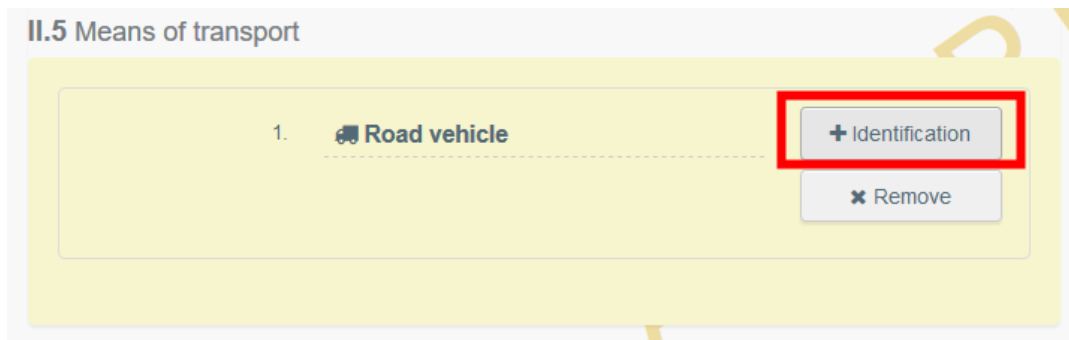 II.5 Means of transport
1. Road vehicle
Identification
Remove